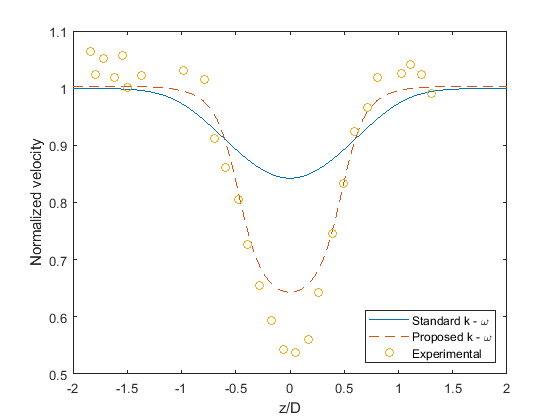 1.1
1
0.9
0.8
0.7
0.6
0.5
Normalized velocity
-2 -1.5 -1 -0.5 0 0.5 1 1.5 2
z/D
Standard k - ω
Proposed k - ω
Experimental